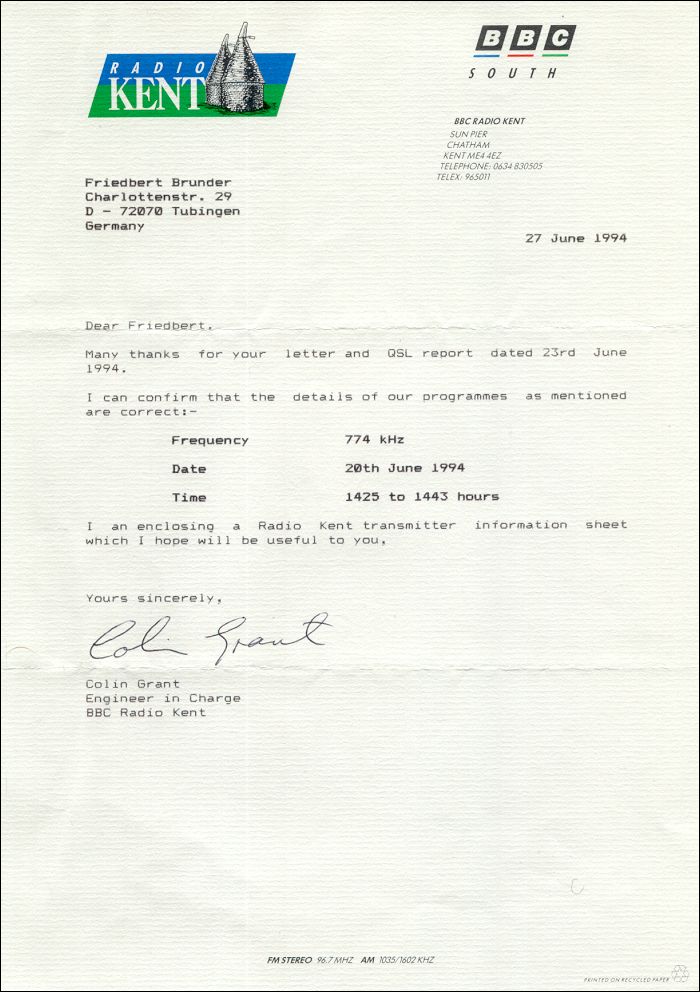 RADIO
KENT
BBC
SOUTH
BBC RADIO KENT
SUN PIER
CHATHAM
KENT ME4 4EZ
TELEPHONE: 0634 830505
TELEX: 965011
Friedbert Brunder
Charlottenstr. 29
D - 72070 Tubingen
Germany
27 June 1994
Dear Friedbert.
Many thanks for your letter and QSL report dated 23rd June
1994.
I can confirm that the details of our programmes as mentioned
are correct:-
Frequency 774 kHz
Date 20th June 1994
Time 1425 to 1443 hours
I an enclosing a Radio Kent transmitter information sheet
which I hope will be useful to you,
Yours sincerely,
Colin Grant
Colin Grant
Engineer in Charge
BBC Radio Kent
C
FM STEREO 96.7 MHZ AM 1035/1602 KHZ
PRINTED ON RECYCLED PAPER